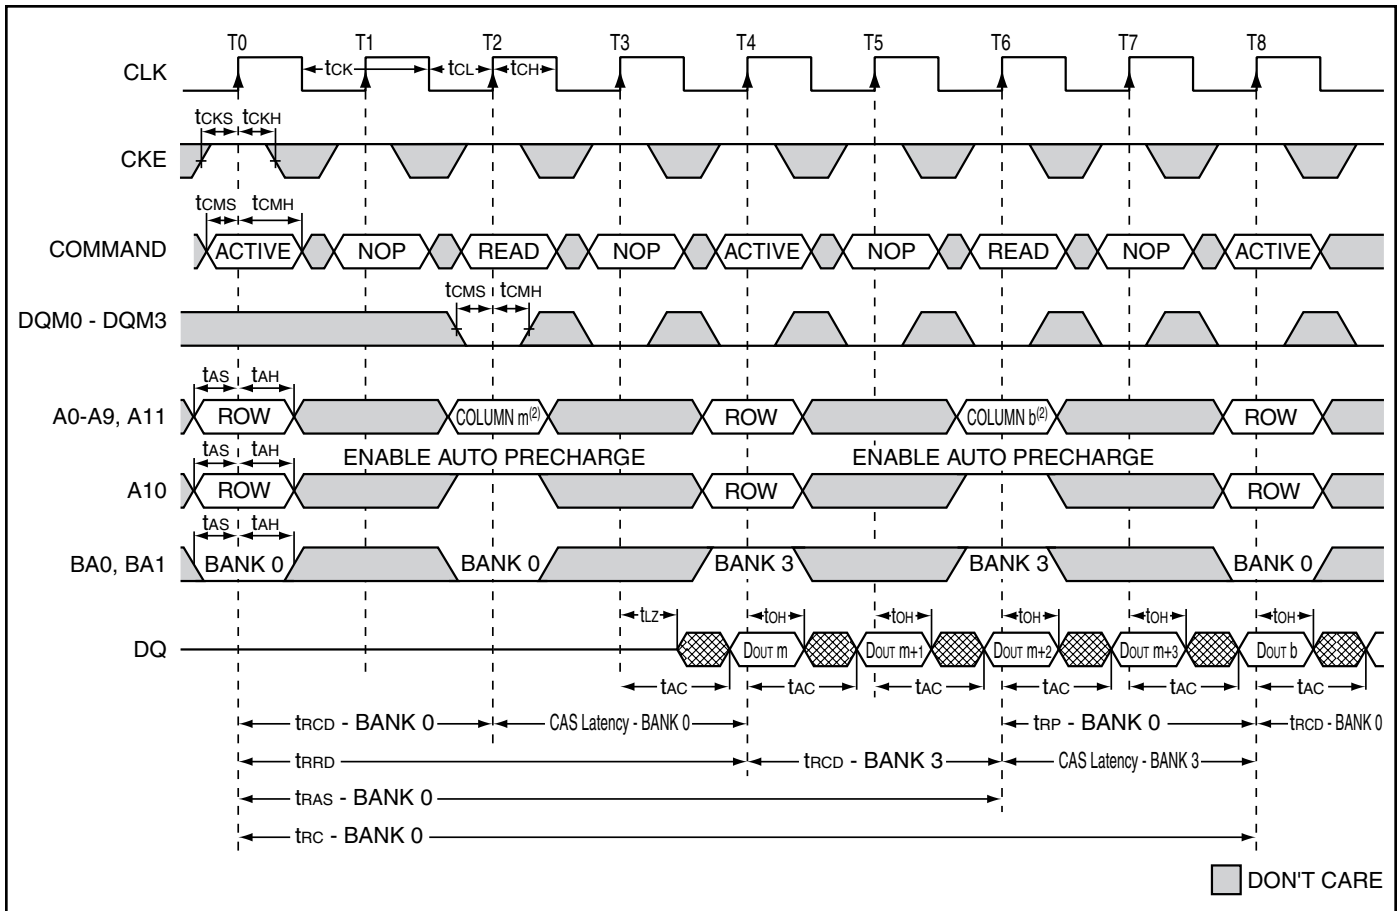 T0 T1 T2 T3 T4 T5 T6 T7 T8
CLK tCK tCL tCH
tCKS tCKH
CKE
tCMS tCMH
COMMAND ACTIVE NOP READ NOP ACTIVE NOP READ NOP ACTIVE
tCMS tCMH
DQM0 - DQM3
tAS tAH
A0-A9, A11 ROW COLUMN m(2) ROW COLUMN b(2) ROW
tAS tAH ENABLE AUTO PRECHARGE ENABLE AUTO PRECHARGE
A10 ROW ROW ROW
tAS tAH
BA0, BA1 BANK 0 BANK 0 BANK 3 BANK 3 BANK 0
tLZ tOH tOH tOH tOH tOH
DQ DOUT m DOUT m+1 DOUT m+2 DOUT m+3 DOUT b
tAC tAC tAC tAC tAC tAC
tRCD - BANK 0 CAS Latency - BANK 0 tRP - BANK 0 tRCD - BANK 0
tRRD tRCD - BANK 3 CAS Latency - BANK 3
tRAS - BANK 0
tRC - BANK 0
DON'T CARE